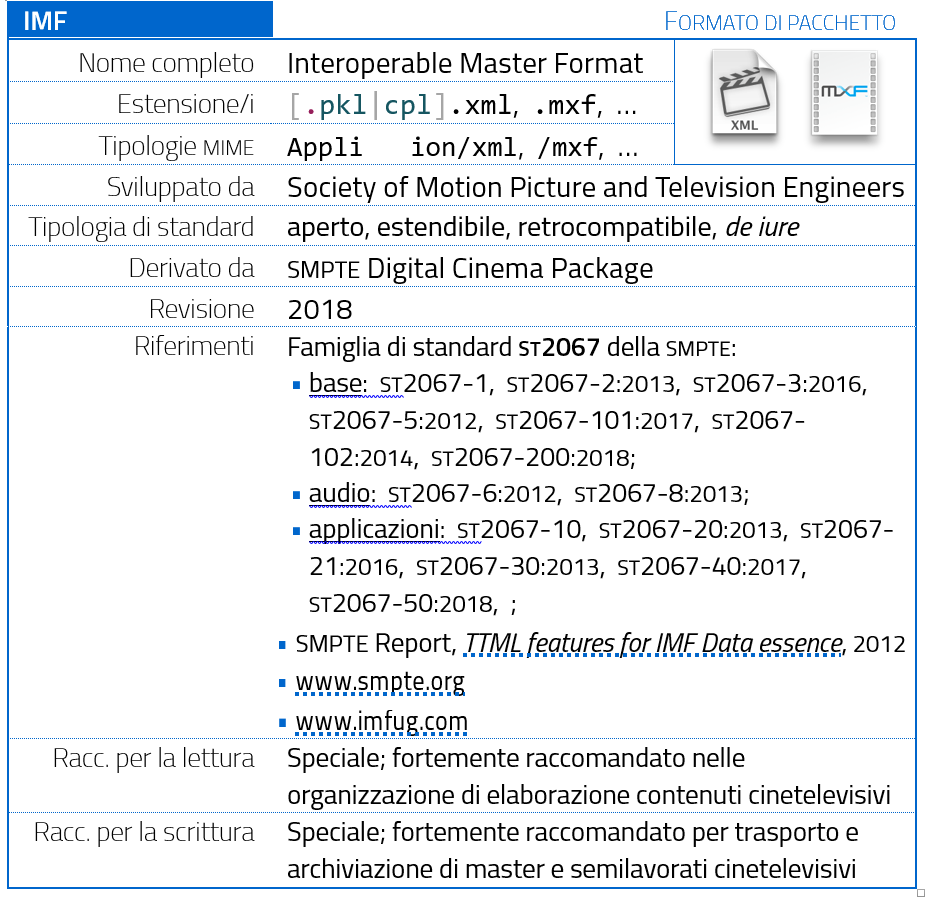 IMF FORMATO DI PACCHETTO
Nome completo Interoperable Master Format
Estensione/i [.pkl|cpl].xml, .mxf, …
XML MXF
Tipologie MIME Appli ion/xml, /mxf, …
Sviluppato da Society of Motion Picture and Television Engineers
Tipologia di standard aperto, estendibile, retrocompatibile, de iure
Derivato da SMPTE Digital Cinema Package
Revisione 2018
Riferimenti Famiglia di standard ST2067 della SMPTE:
▪ base: ST2067-1, ST2067-2:2013, ST2067-3:2016,
ST2067-5:2012, ST2067-101:2017, ST2067-
102:2014, ST2067-200:2018;
▪ audio: ST2067-6:2012, ST2067-8:2013;
▪ applicazioni: ST2067-10, ST2067-20:2013, ST2067-
21:2016, ST2067-30:2013, ST2067-40:2017,
ST2067-50:2018, ;
▪ SMPTE Report, TTML features for IMF Data essence, 2012
▪ www.smpte.org
▪ www.imfug.com
Racc. per la lettura Speciale; fortemente raccomandato nelle
organizzazione di elaborazione contenuti cinetelevisivi
Racc. per la scrittura Speciale; fortemente raccomandato per trasporto e
archiviazione di master e semilavorati cinetelevisivi